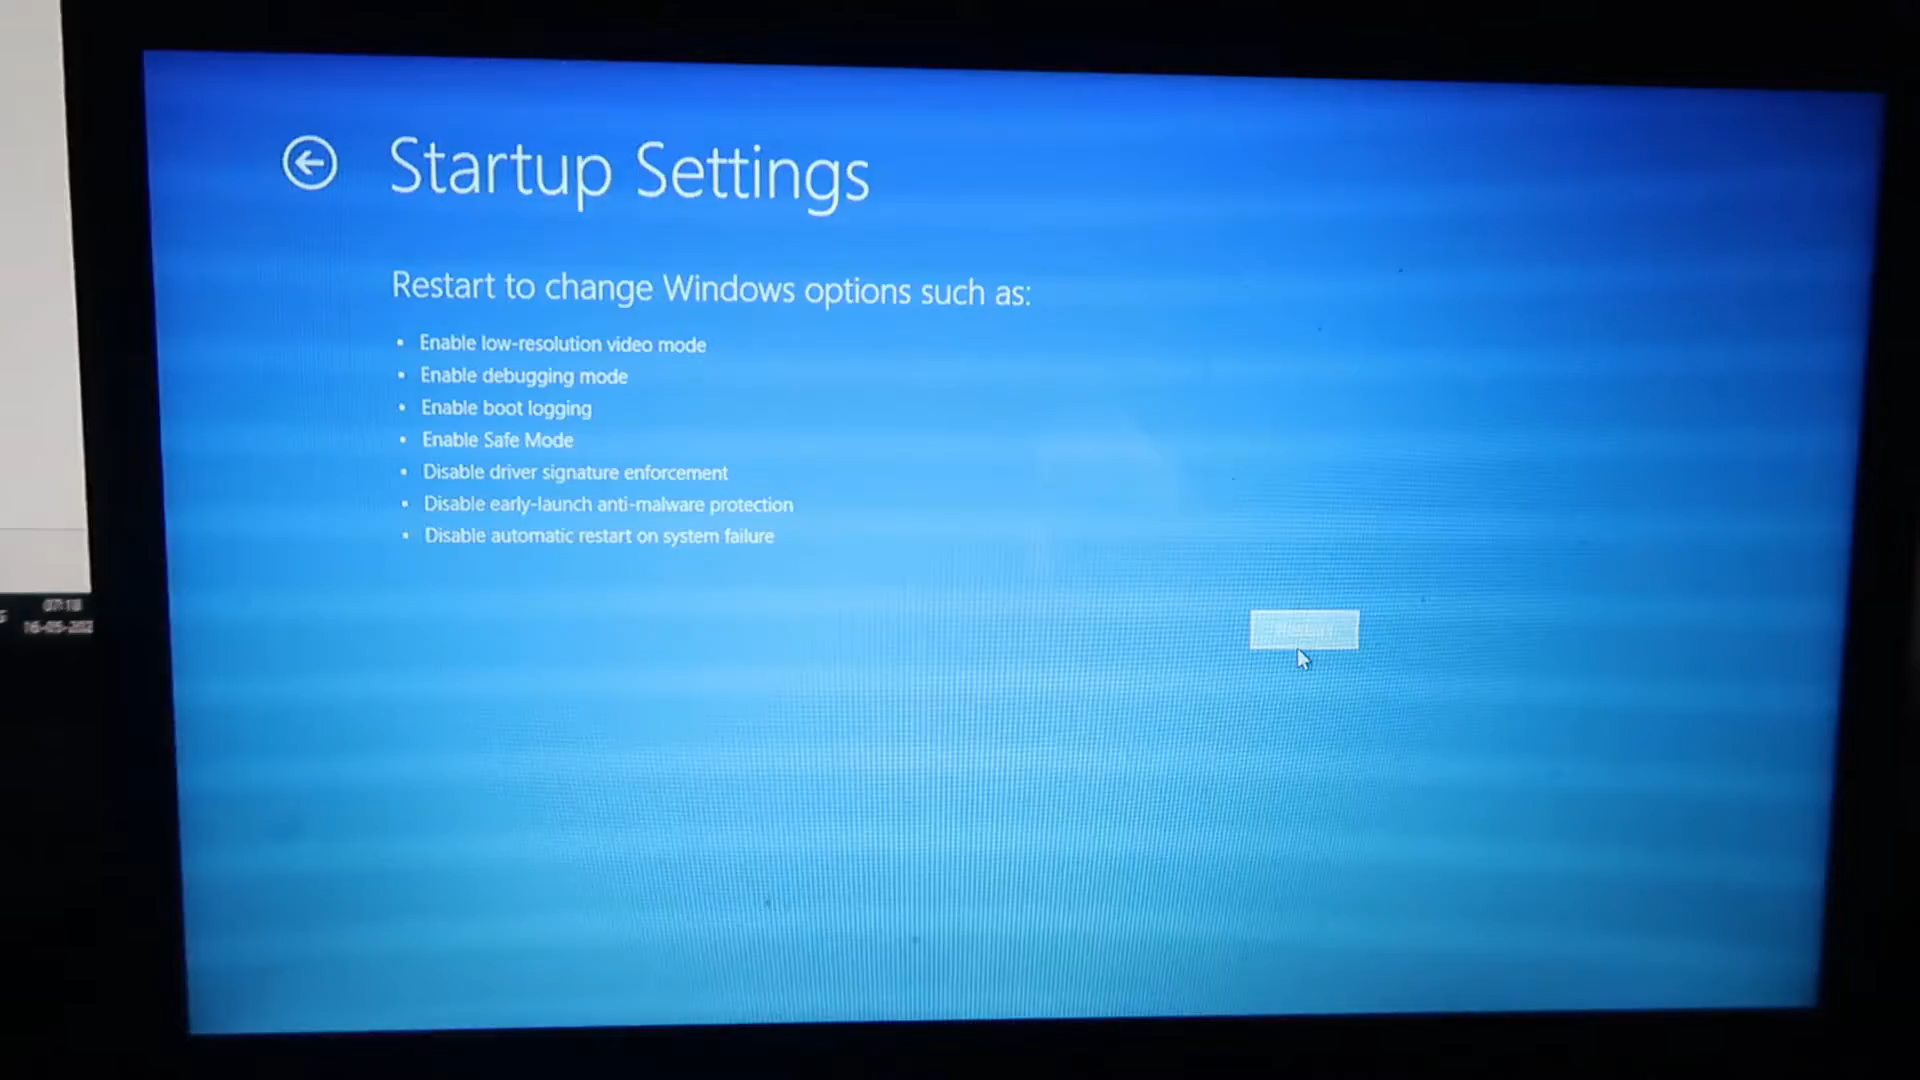 Startup Settings
Restart to change Windows options such as:
• Enable low-resolution video mode
• Enable debugging mode
• Enable boot logging
• Enable Safe Mode
• Disable driver signature enforcement
• Disable early-launch anti-malware protection
• Disable automatic restart on system failure
07:18